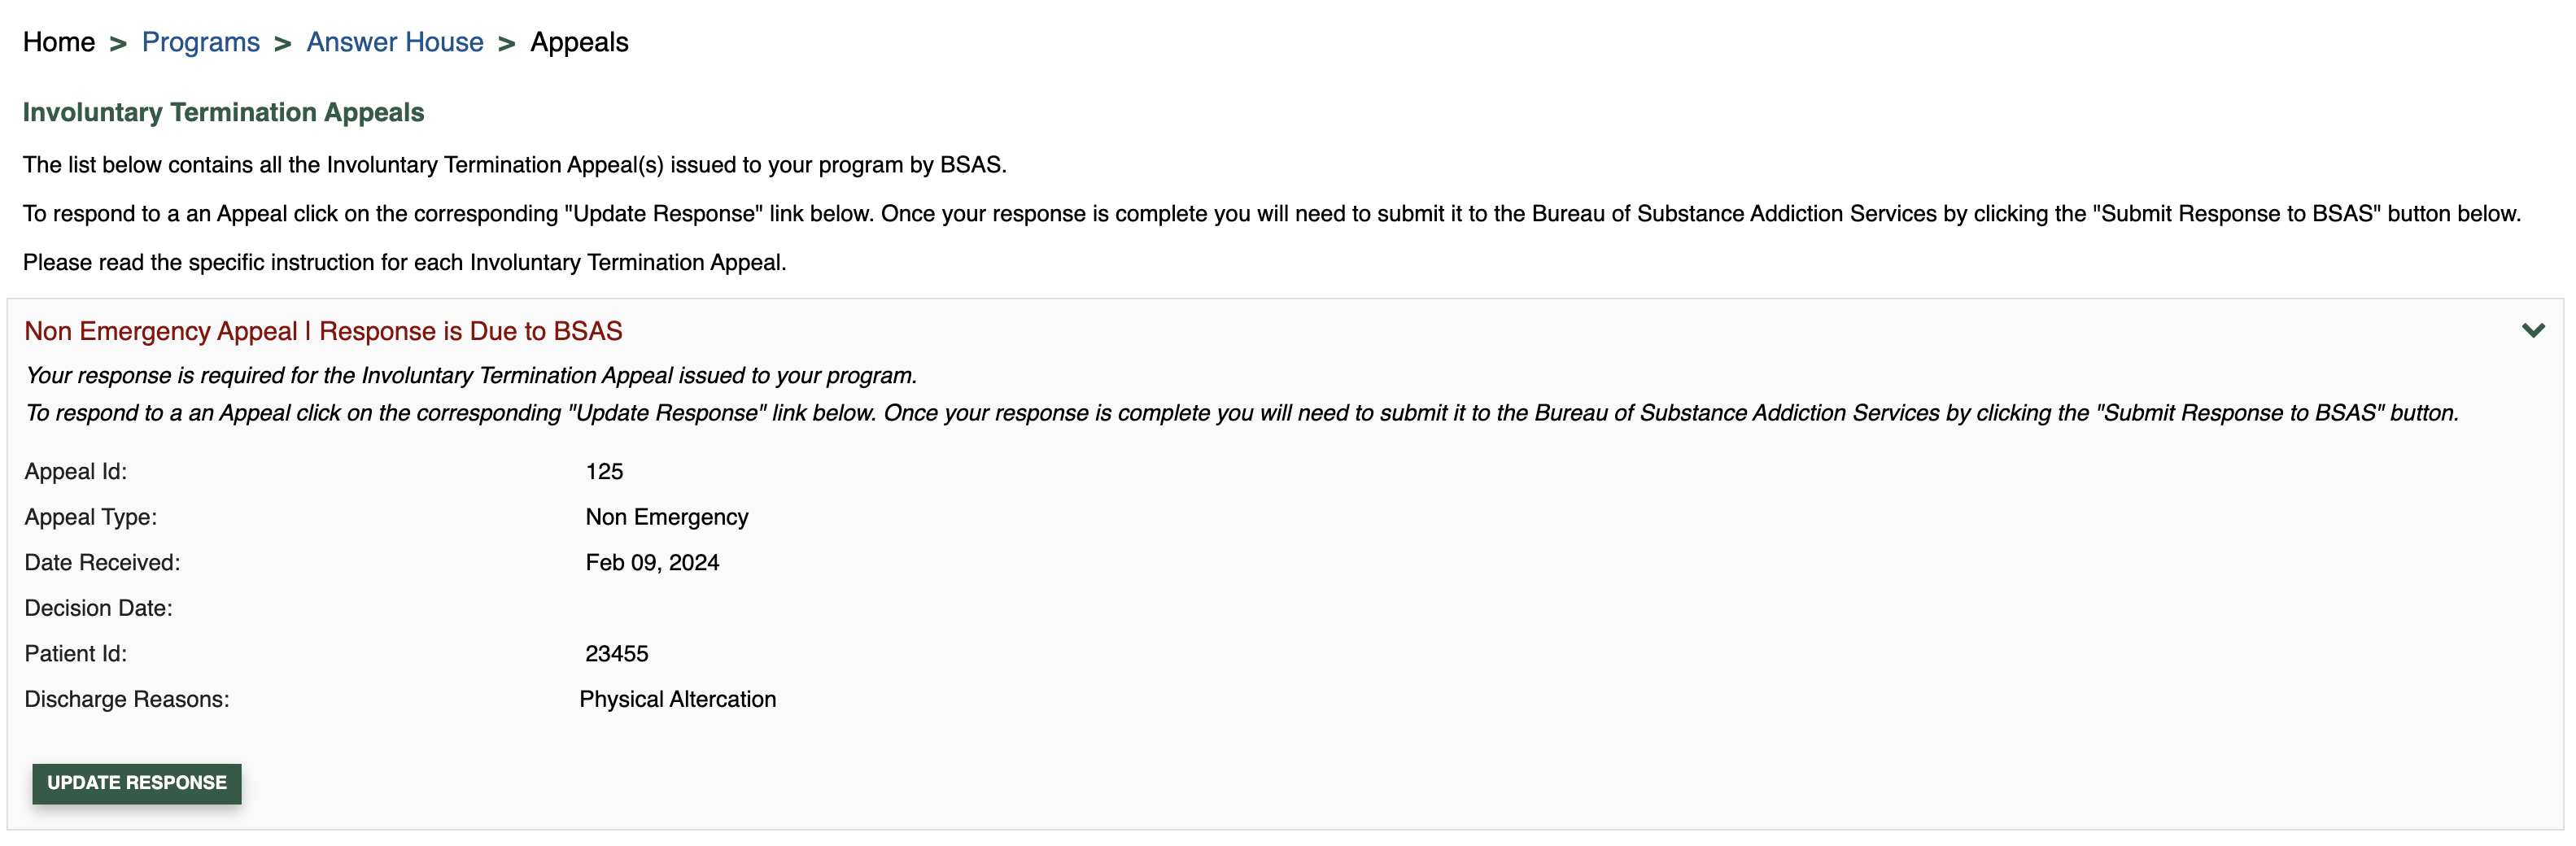 Home > Programs > Answer House > Appeals
Involuntary Termination Appeals
The list below contains all the Involuntary Termination Appeal(s) issued to your program by BSAS.
To respond to a an Appeal click on the corresponding "Update Response" link below. Once your response is complete you will need to submit it to the Bureau of Substance Addiction Services by clicking the "Submit Response to BSAS" button below.
Please read the specific instruction for each Involuntary Termination Appeal.
Non Emergency Appeal | Response is Due to BSAS
Your response is required for the Involuntary Termination Appeal issued to your program.
To respond to a an Appeal click on the corresponding "Update Response" link below. Once your response is complete you will need to submit it to the Bureau of Substance Addiction Services by clicking the "Submit Response to BSAS" button.
Appeal Id: 125
Appeal Type: Non Emergency
Date Received: Feb 09, 2024
Decision Date:
Patient Id: 23455
Discharge Reasons: Physical Altercation
UPDATE RESPONSE